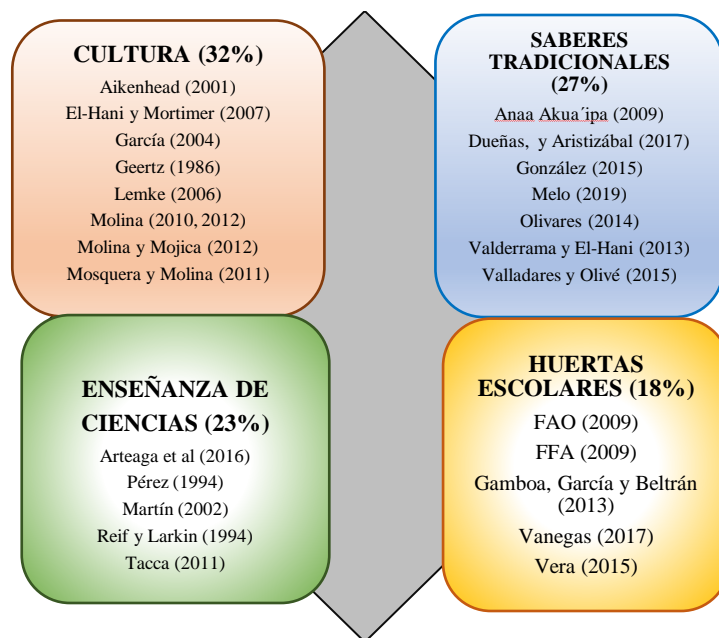 CULTURA (32%)
Aikenhead (2001)
El-Hani y Mortimer (2007)
García (2004)
Geertz (1986)
Lemke (2006)
Molina (2010, 2012)
Molina y Mojica (2012)
Mosquera y Molina (2011)
SABERES
TRADICIONALES
(27%)
Anaa Akua´ipa (2009)
Dueñas, y Aristizábal (2017)
González (2015)
Melo (2019)
Olivares (2014)
Valderrama y El-Hani (2013)
Valladares y Olivé (2015)
ENSEÑANZA DE
CIENCIAS (23%)
Arteaga et al (2016)
Pérez (1994)
Martín (2002)
Reif y Larkin (1994)
Tacca (2011)
HUERTAS
ESCOLARES (18%)
FAO (2009)
FFA (2009)
Gamboa, García y Beltrán
(2013)
Vanegas (2017)
Vera (2015)